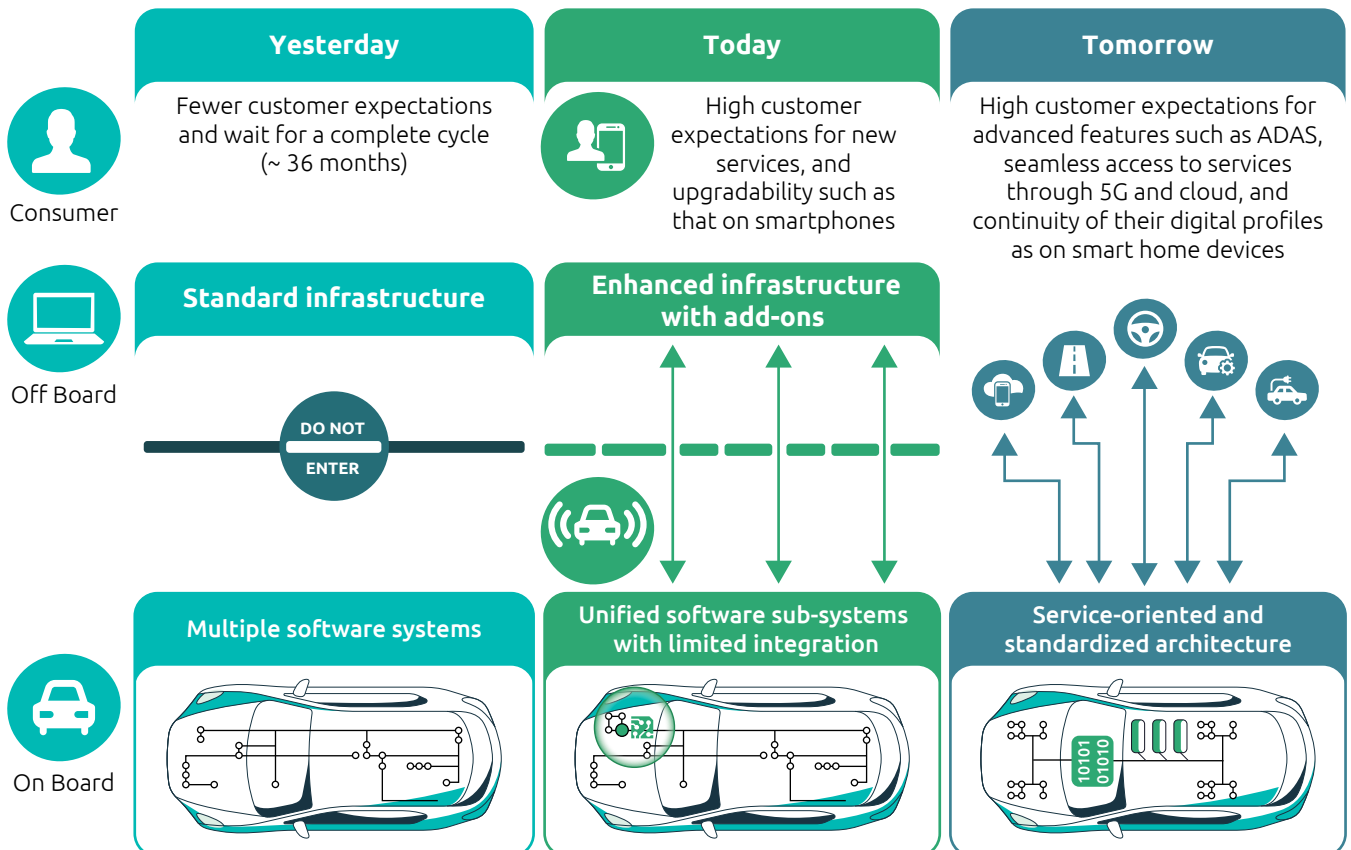 Yesterday
Today
Tomorrow
Consumer
Fewer customer expectations
and wait for a complete cycle
(~ 36 months)
High customer
expectations for new
services, and
upgradability such as
that on smartphones
High customer expectations for
advanced features such as ADAS,
seamless access to services
through 5G and cloud, and
continuity of their digital profiles
as on smart home devices
Off Board
Standard infrastructure
DO NOT
ENTER
Enhanced infrastructure
with add-ons
On Board
Multiple software systems
Unified software sub-systems
with limited integration
Service-oriented and
standardized architecture
10101
01010